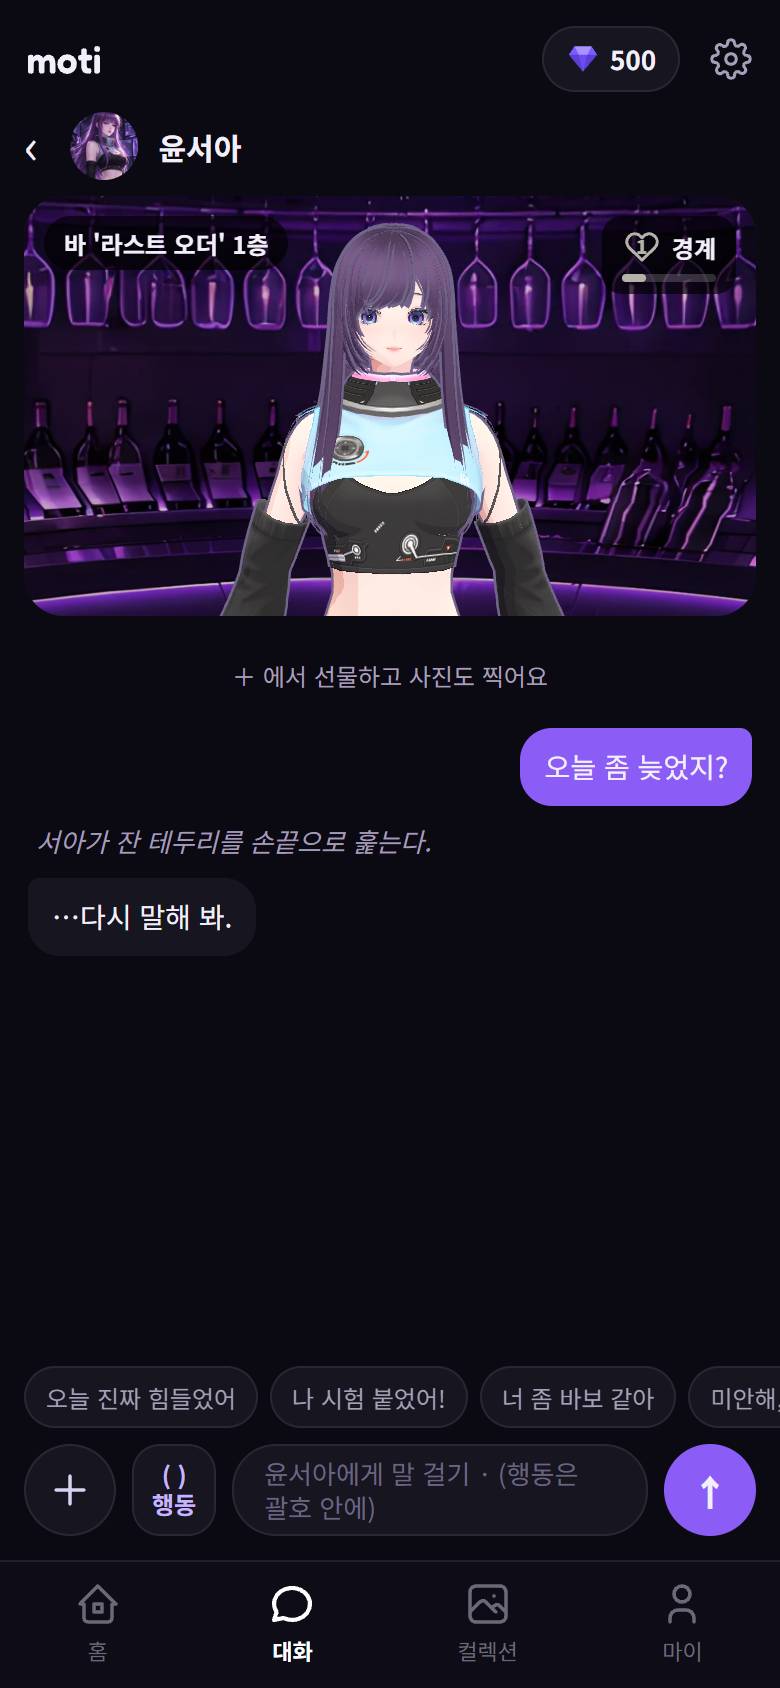 moti
500
‹ 윤서아
바 '라스트 오더' 1층
1 경계
+ 에서 선물하고 사진도 찍어요
오늘 좀 늦었지?
서아가 잔 테두리를 손끝으로 훑는다.
…다시 말해 봐.
오늘 진짜 힘들었어
나 시험 붙었어!
너 좀 바보 같아
미안해,
( )
행동
윤서아에게 말 걸기 · (행동은
괄호 안에)
홈
대화
컬렉션
마이